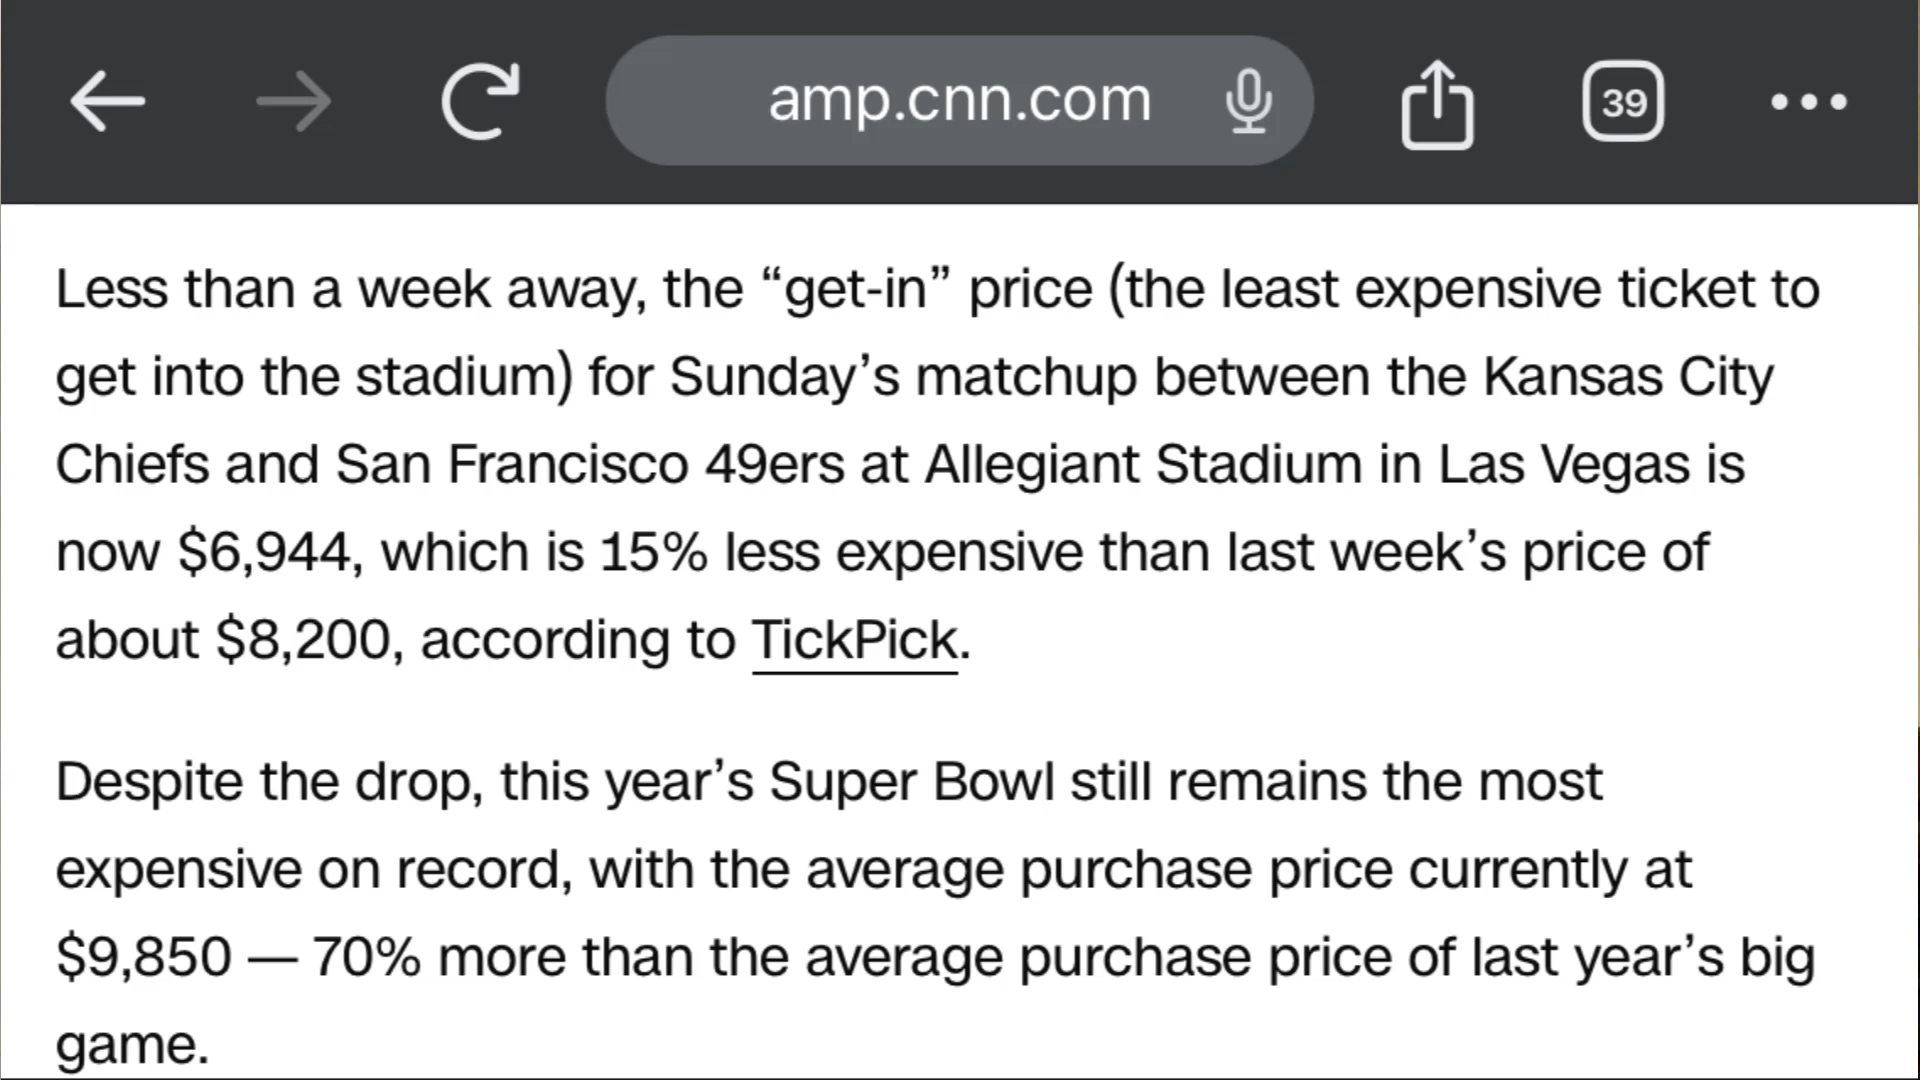 amp.cnn.com
39
Less than a week away, the “get-in” price (the least expensive ticket to
get into the stadium) for Sunday’s matchup between the Kansas City
Chiefs and San Francisco 49ers at Allegiant Stadium in Las Vegas is
now $6,944, which is 15% less expensive than last week’s price of
about $8,200, according to TickPick.
Despite the drop, this year’s Super Bowl still remains the most
expensive on record, with the average purchase price currently at
$9,850 — 70% more than the average purchase price of last year’s big
game.